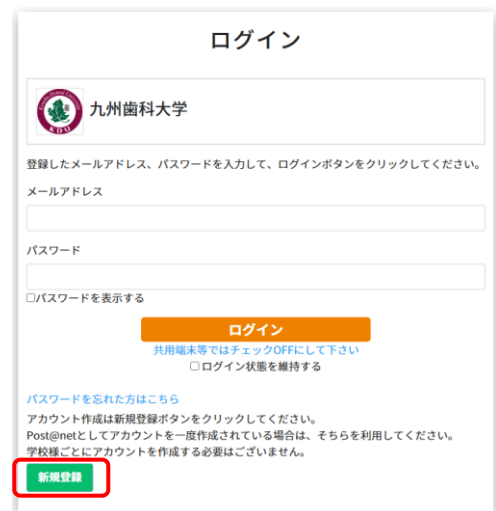 ログイン
KDU
九州歯科大学
登録したメールアドレス、パスワードを入力して、ログインボタンをクリックしてください。
メールアドレス
パスワード
パスワードを表示する
ログイン
共用端末等ではチェックOFFにして下さい
ログイン状態を維持する
パスワードを忘れた方はこちら
アカウント作成は新規登録ボタンをクリックしてください。
Post@netとしてアカウントを一度作成されている場合は、そちらを利用してください。
学校様ごとにアカウントを作成する必要はございません。
新規登録